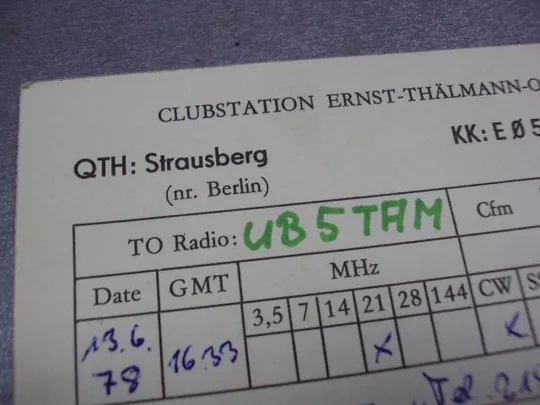 CLUBSTATION ERNST-THÄLMANN-O
QTH: Strausberg KK: E Ø 5
(nr. Berlin)
TO Radio: UB5TAM Cfm
Date GMT MHz
3,5 7 14 21 28 144 CW S
13.6. 78 1633 x x